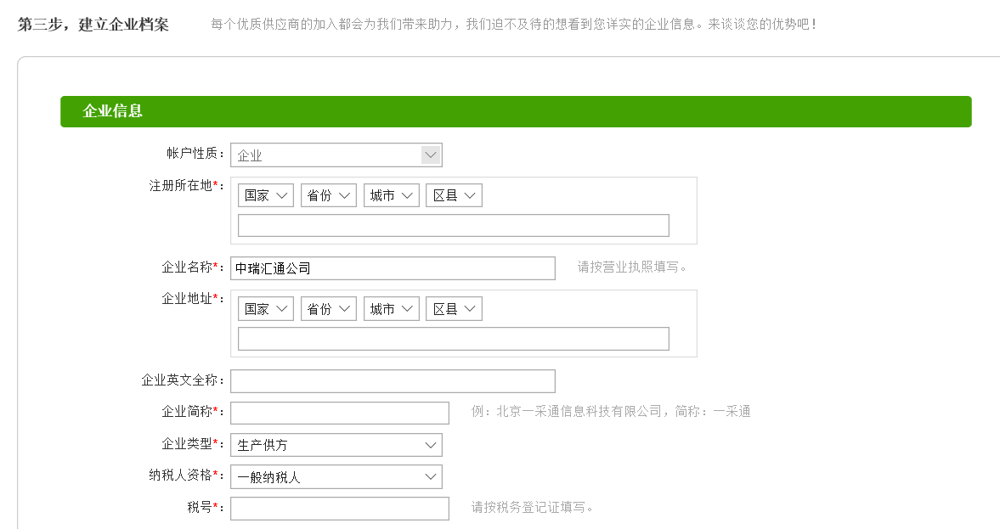 第三步，建立企业档案 每个优质供应商的加入都会为我们带来助力，我们迫不及待的想看到您详实的企业信息。来谈谈您的优势吧！
企业信息
帐户性质： 企业
注册所在地*： 国家 省份 城市 区县
企业名称*： 中瑞汇通公司 请按营业执照填写。
企业地址*： 国家 省份 城市 区县
企业英文全称：
企业简称*： 例：北京一采通信息科技有限公司，简称：一采通
企业类型*： 生产供方
纳税人资格*： 一般纳税人
税号*： 请按税务登记证填写。